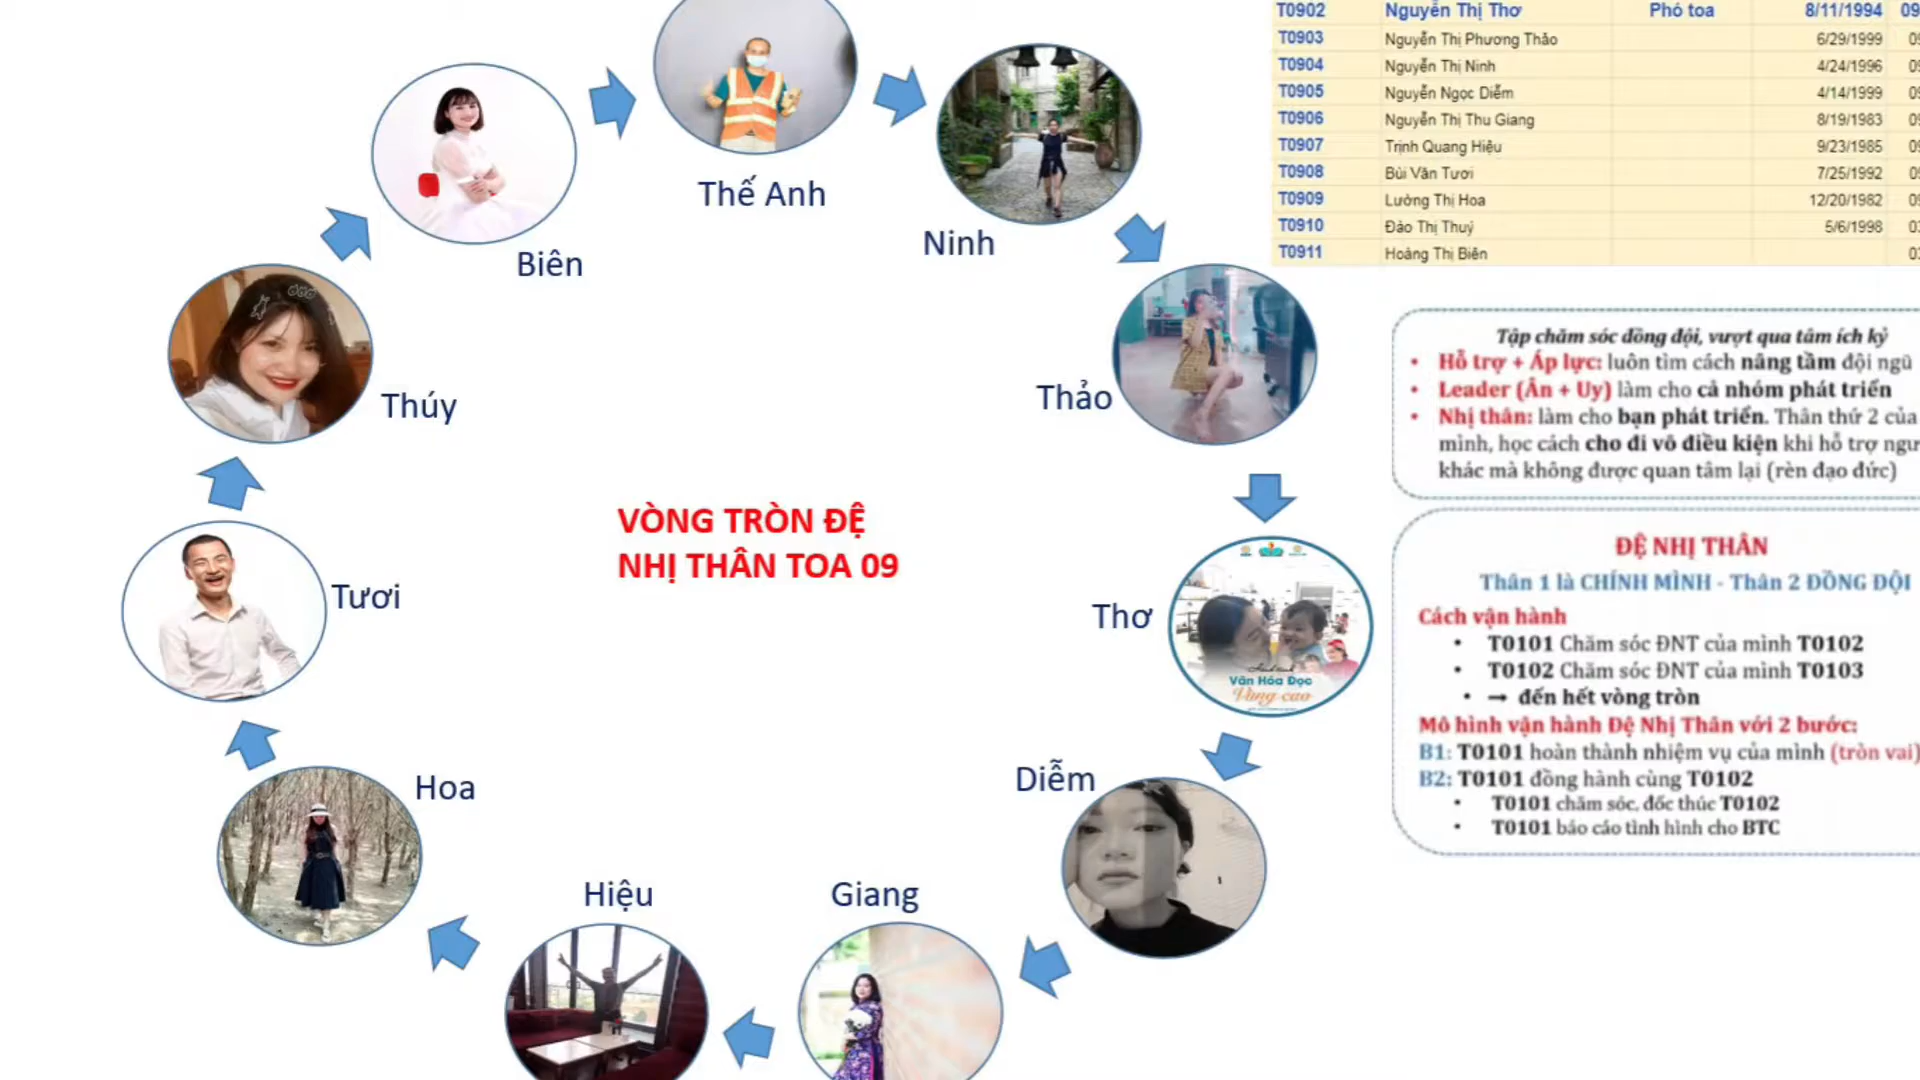 T0902 Nguyễn Thị Thơ Phó toa 8/11/1994 09
T0903 Nguyễn Thị Phương Thảo 6/29/1999
T0904 Nguyễn Thị Ninh 4/24/1996
T0905 Nguyễn Ngọc Diễm 4/14/1999
T0906 Nguyễn Thị Thu Giang 8/19/1983
T0907 Trịnh Quang Hiệu 9/23/1985
T0908 Bùi Văn Tươi 7/25/1992
T0909 Lường Thị Hoa 12/20/1982
T0910 Đào Thị Thuý 5/6/1998
T0911 Hoàng Thị Biên
Thế Anh
Ninh
Biên
Thảo
Thúy
Thơ
Tươi
Diễm
Hoa
Giang
Hiệu
VÒNG TRÒN ĐỆ
NHỊ THÂN TOA 09
Văn Hóa Đọc
Vùng cao
Tập chăm sóc đồng đội, vượt qua tâm ích kỷ
• Hỗ trợ + Áp lực: luôn tìm cách nâng tầm đội ngũ
• Leader (Ân + Uy) làm cho cả nhóm phát triển
• Nhị thân: làm cho bạn phát triển. Thân thứ 2 của
mình, học cách cho đi vô điều kiện khi hỗ trợ ngư
khác mà không được quan tâm lại (rèn đạo đức)
ĐỆ NHỊ THÂN
Thân 1 là CHÍNH MÌNH - Thân 2 ĐỒNG ĐỘI
Cách vận hành
• T0101 Chăm sóc ĐNT của mình T0102
• T0102 Chăm sóc ĐNT của mình T0103
• → đến hết vòng tròn
Mô hình vận hành Đệ Nhị Thân với 2 bước:
B1: T0101 hoàn thành nhiệm vụ của mình (tròn vai)
B2: T0101 đồng hành cùng T0102
• T0101 chăm sóc, đốc thúc T0102
• T0101 báo cáo tình hình cho BTC